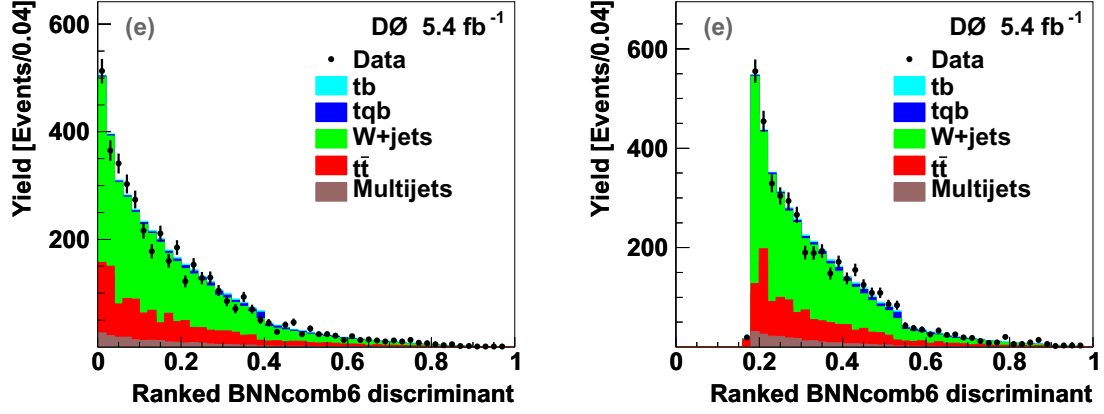 (e) DØ 5.4 fb⁻¹
Data
tb
tqb
W+jets
tt̄
Multijets
Yield [Events/0.04]
600
400
200
0
0 0.2 0.4 0.6 0.8 1
Ranked BNNcomb6 discriminant
(e) DØ 5.4 fb⁻¹
Data
tb
tqb
W+jets
tt̄
Multijets
Yield [Events/0.04]
600
400
200
0
0 0.2 0.4 0.6 0.8 1
Ranked BNNcomb6 discriminant